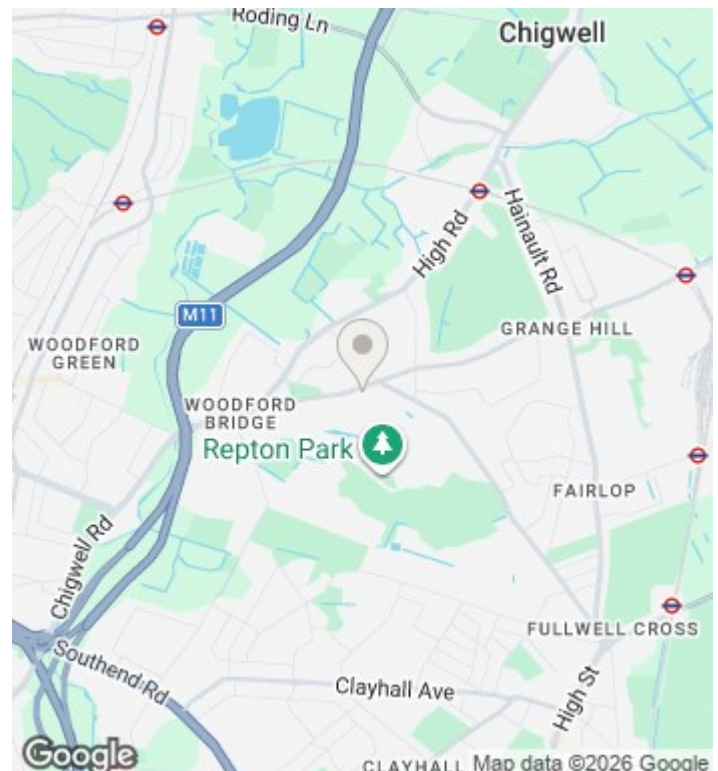 Roding Ln
Chigwell
High Rd
Hainault Rd
M11
GRANGE HILL
WOODFORD
GREEN
WOODFORD
BRIDGE
Repton Park
FAIRLOP
Chigwell Rd
FULLWELL CROSS
Southend Rd
Clayhall Ave
High St
CLAYHALL
Google
Map data ©2026 Google